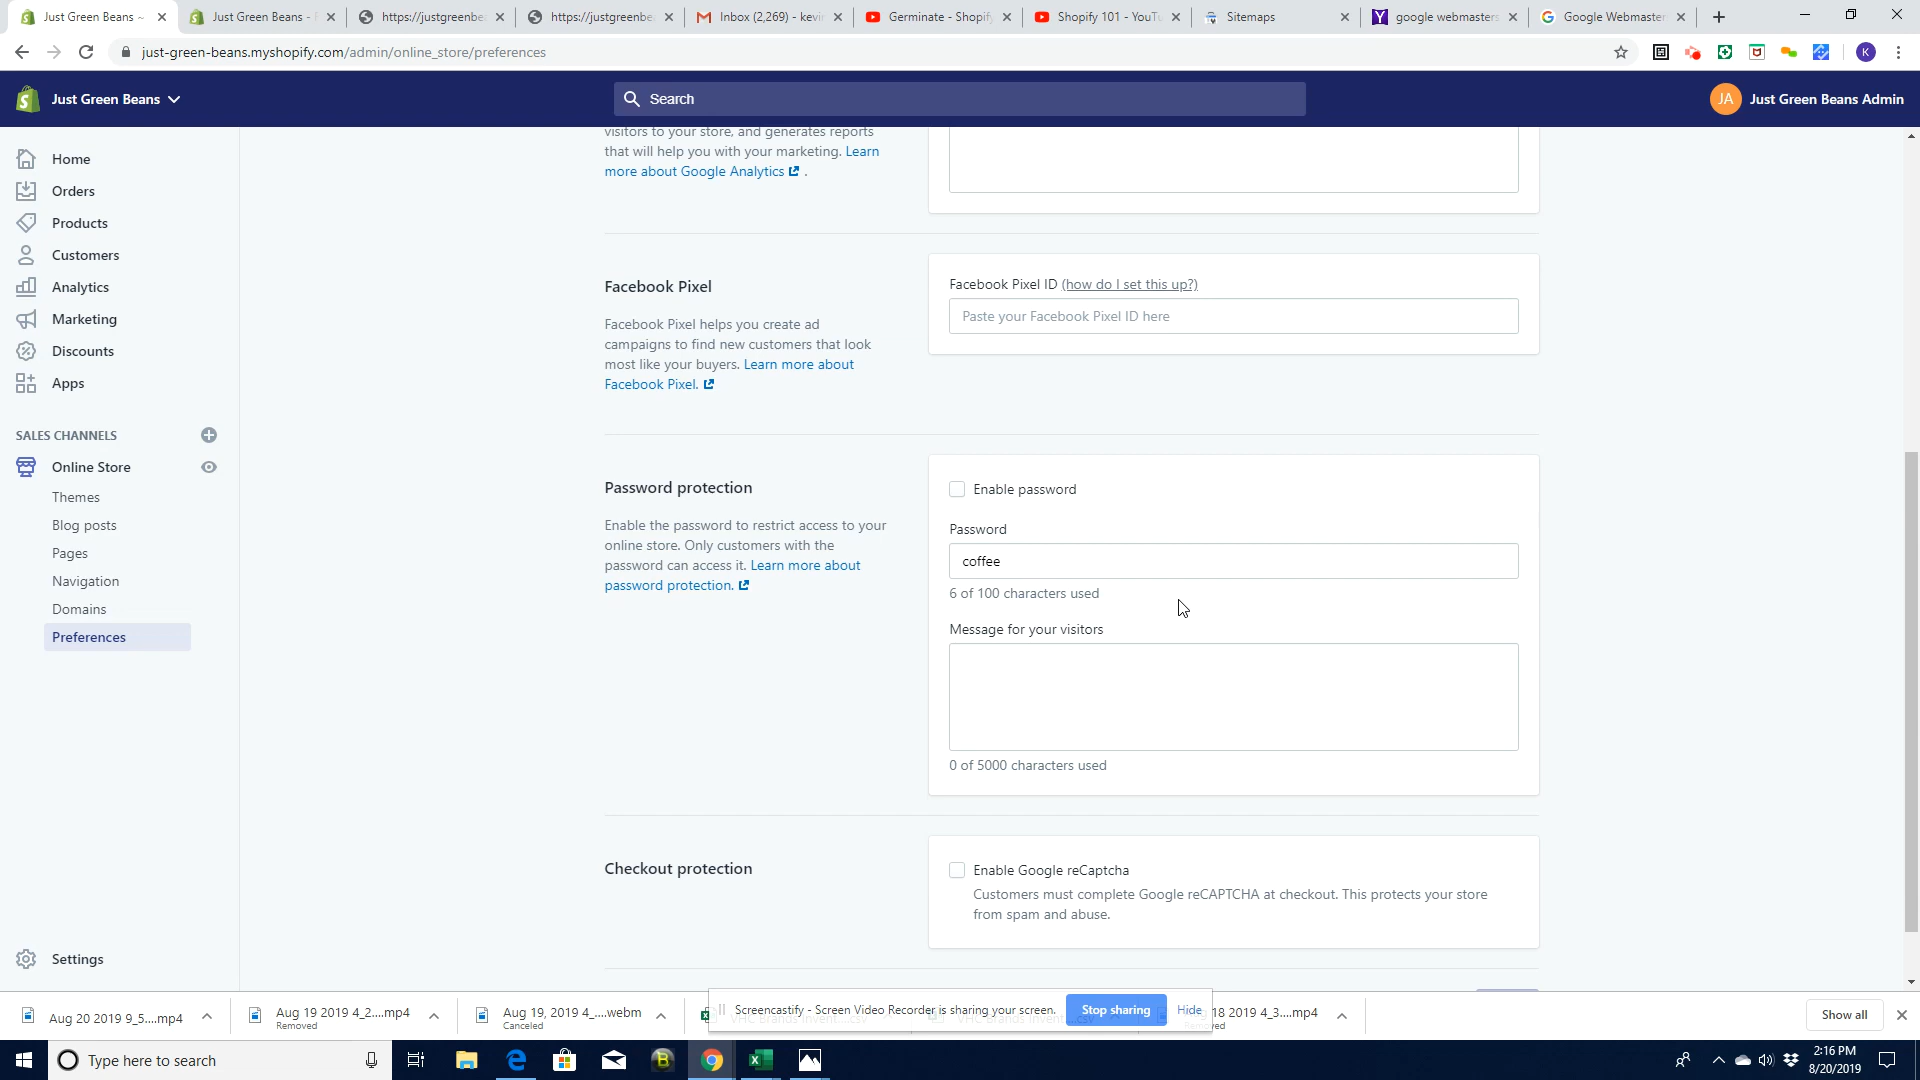 Just Green Beans ~
Just Green Beans - P
https://justgreenbe
https://justgreenbe
Inbox (2,269) - kevi
Germinate - Shopify
Shopify 101 - YouTu
Sitemaps
google webmasters
Google Webmaster
just-green-beans.myshopify.com/admin/online_store/preferences
K
Just Green Beans
Search
JA
Just Green Beans Admin
Home
Orders
Products
Customers
Analytics
Marketing
Discounts
Apps
SALES CHANNELS
Online Store
Themes
Blog posts
Pages
Navigation
Domains
Preferences
Settings
visitors to your store, and generates reports
that will help you with your marketing. Learn
more about Google Analytics .
Facebook Pixel
Facebook Pixel helps you create ad
campaigns to find new customers that look
most like your buyers. Learn more about
Facebook Pixel.
Facebook Pixel ID (how do I set this up?)
Paste your Facebook Pixel ID here
Password protection
Enable the password to restrict access to your
online store. Only customers with the
password can access it. Learn more about
password protection.
Enable password
Password
coffee
6 of 100 characters used
Message for your visitors
0 of 5000 characters used
Checkout protection
Enable Google reCaptcha
Customers must complete Google reCAPTCHA at checkout. This protects your store
from spam and abuse.
Aug 20 2019 9_5....mp4
Aug 19 2019 4_2....mp4
Removed
Aug 19, 2019 4_....webm
Canceled
Screencastify - Screen Video Recorder is sharing your screen.
Stop sharing
Hide
18 2019 4_3....mp4
Show all
Type here to search
2:16 PM
8/20/2019